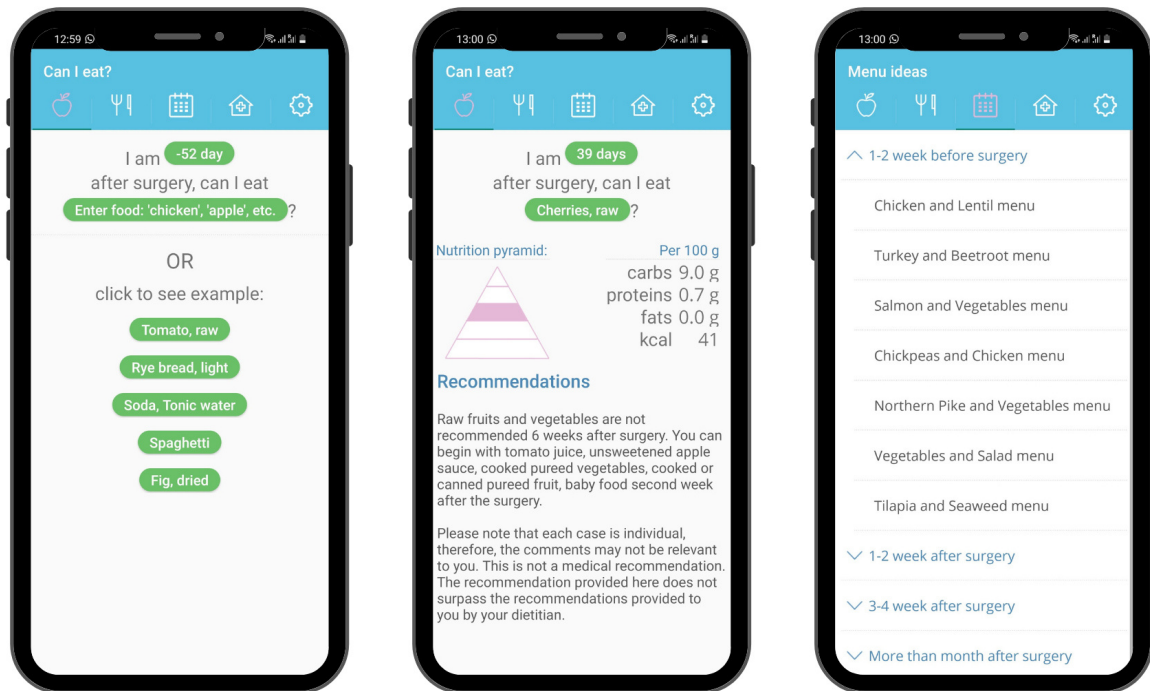 12:59
Can I eat?
I am -52 day
after surgery, can I eat
Enter food: 'chicken', 'apple', etc. ?
OR
click to see example:
Tomato, raw
Rye bread, light
Soda, Tonic water
Spaghetti
Fig, dried
13:00
Can I eat?
I am 39 days
after surgery, can I eat
Cherries, raw ?
Nutrition pyramid:
Per 100 g
carbs 9.0 g
proteins 0.7 g
fats 0.0 g
kcal 41
Recommendations
Raw fruits and vegetables are not
recommended 6 weeks after surgery. You can
begin with tomato juice, unsweetened apple
sauce, cooked pureed vegetables, cooked or
canned pureed fruit, baby food second week
after the surgery.
Please note that each case is individual,
therefore, the comments may not be relevant
to you. This is not a medical recommendation.
The recommendation provided here does not
surpass the recommendations provided to
you by your dietitian.
13:00
Menu ideas
1-2 week before surgery
Chicken and Lentil menu
Turkey and Beetroot menu
Salmon and Vegetables menu
Chickpeas and Chicken menu
Northern Pike and Vegetables menu
Vegetables and Salad menu
Tilapia and Seaweed menu
1-2 week after surgery
3-4 week after surgery
More than month after surgery